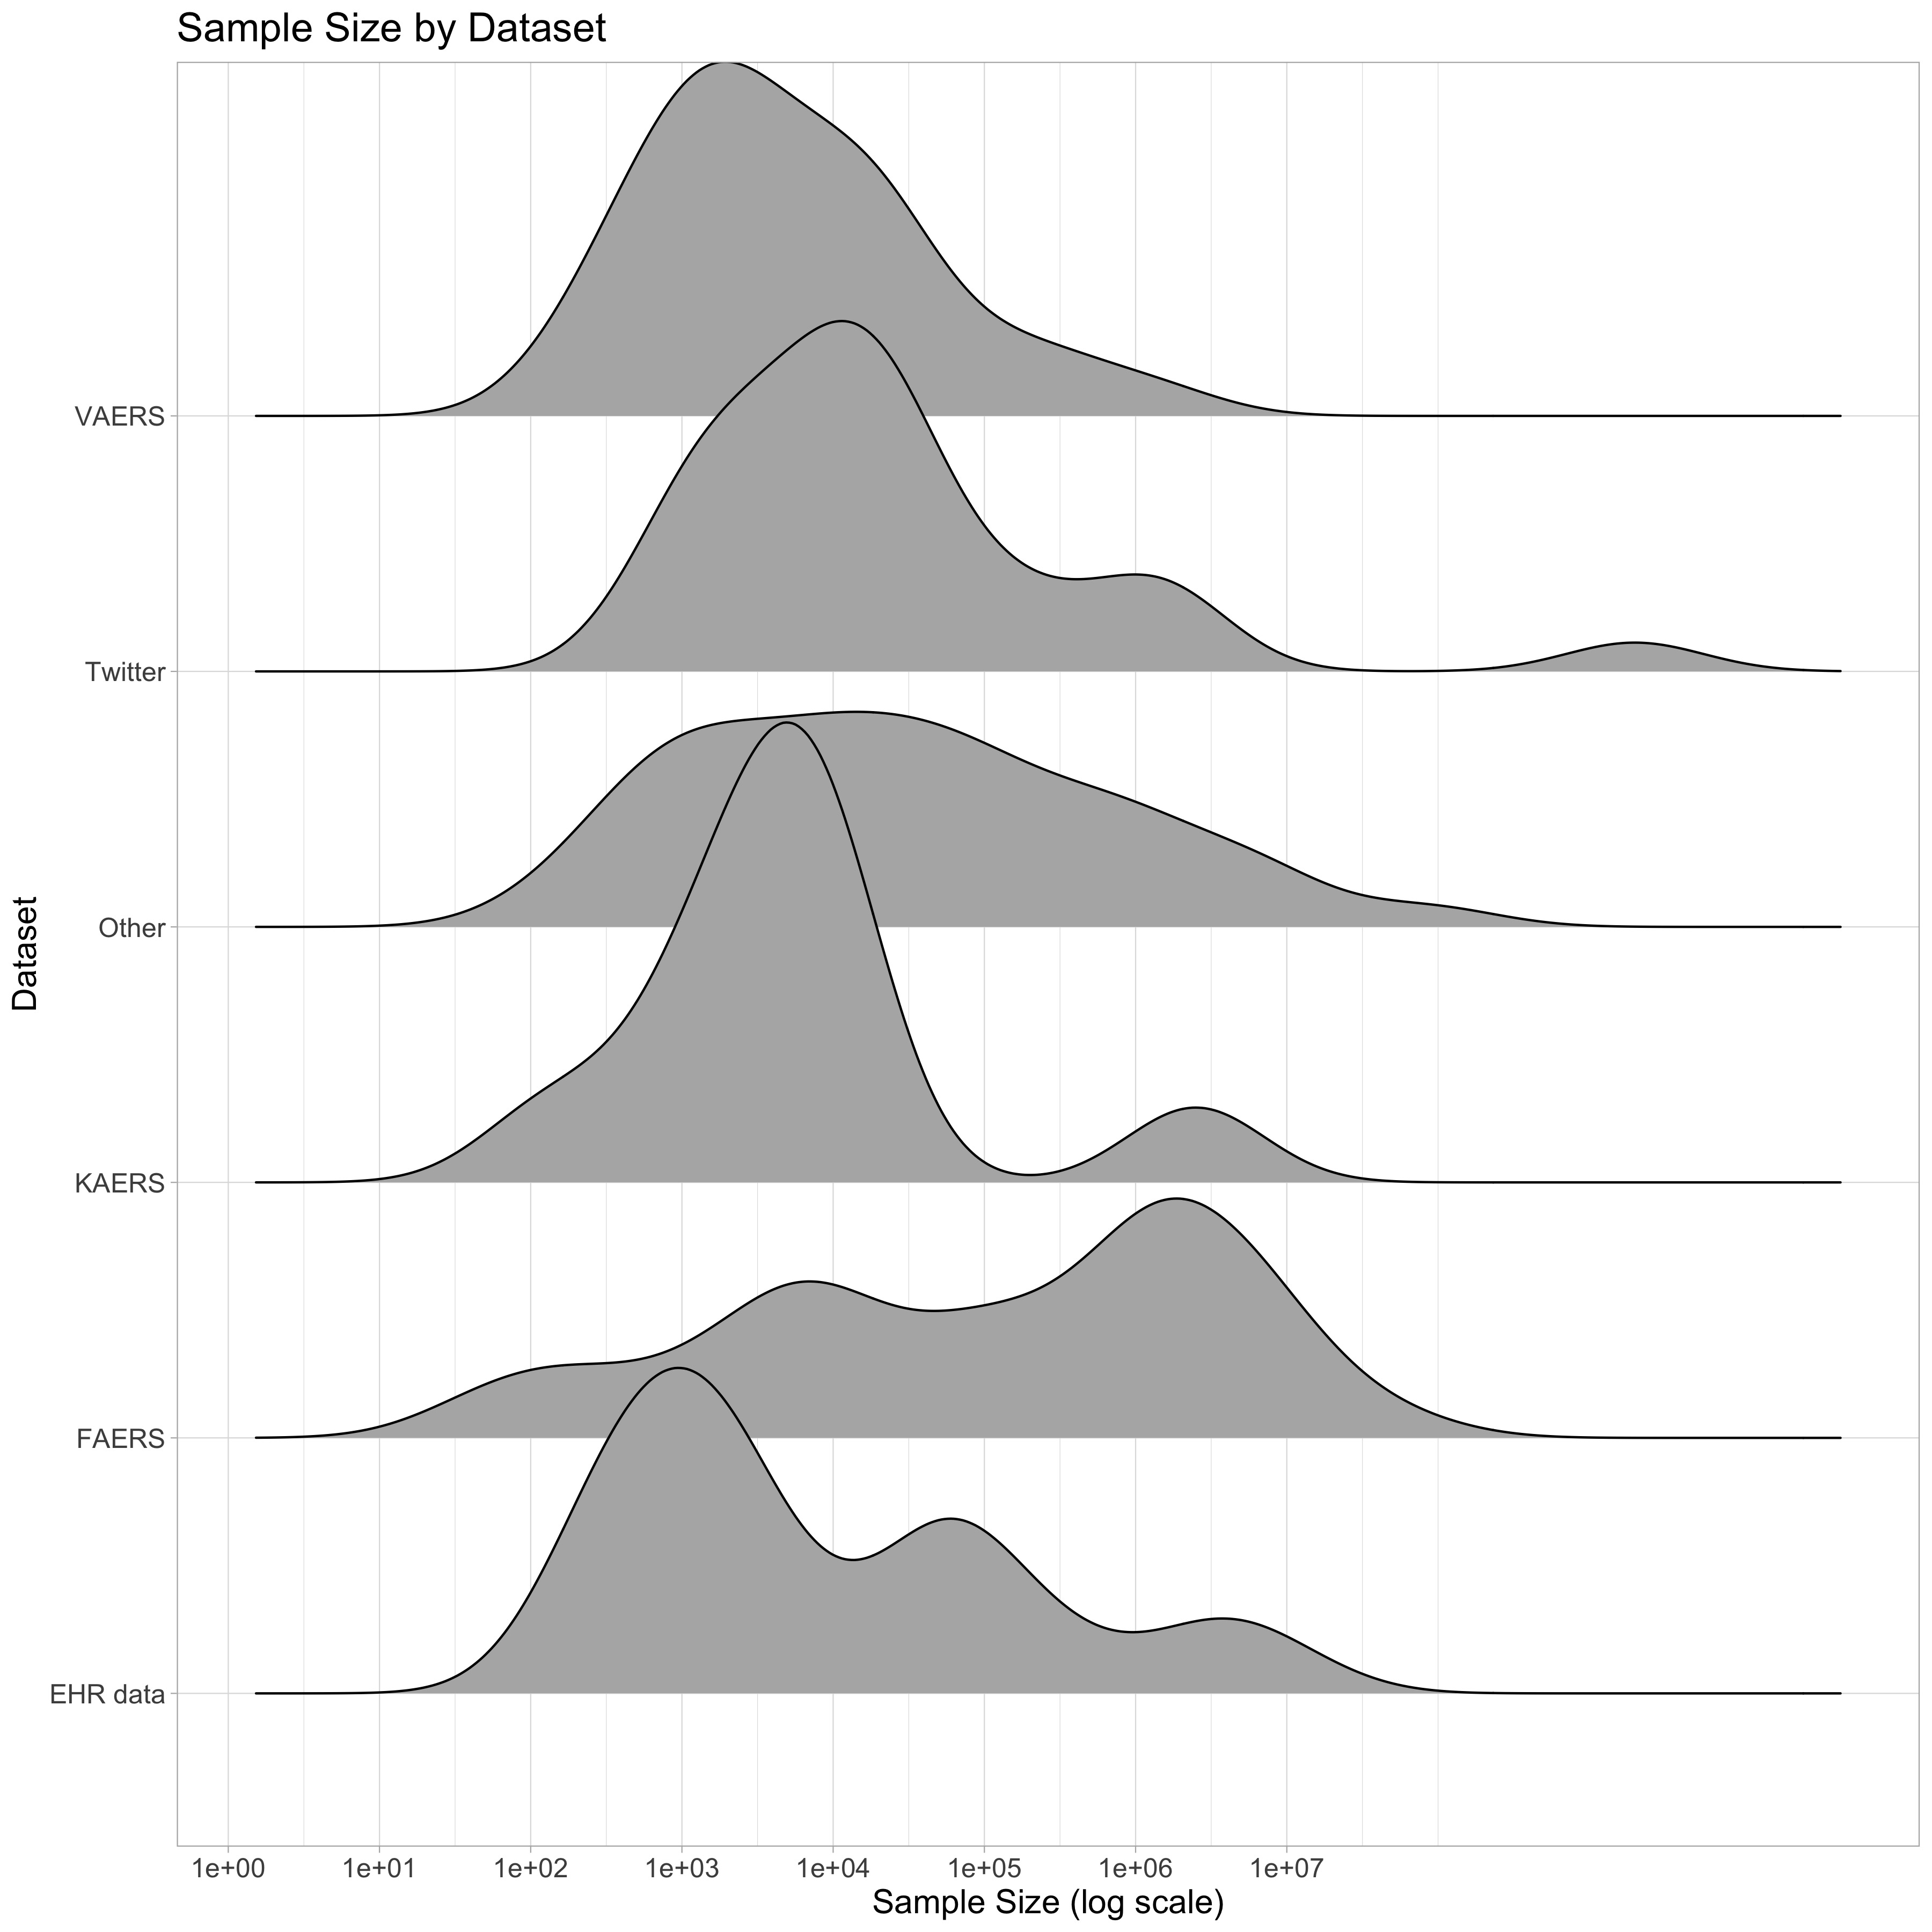 Sample Size by Dataset
VAERS
Twitter
Other
KAERS
FAERS
EHR data
Dataset
1e+00 1e+01 1e+02 1e+03 1e+04 1e+05 1e+06 1e+07
Sample Size (log scale)